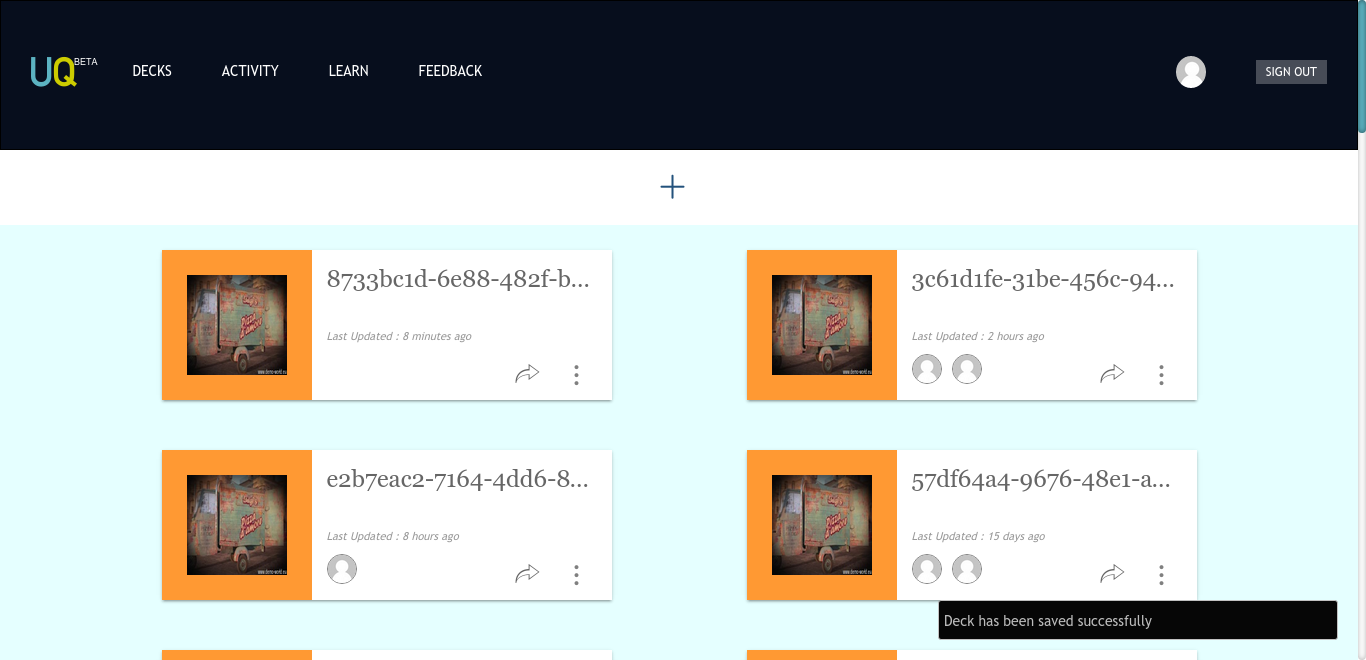 UQ BETA
DECKS
ACTIVITY
LEARN
FEEDBACK
SIGN OUT
8733bc1d-6e88-482f-b...
Last Updated : 8 minutes ago
3c61d1fe-31be-456c-94...
Last Updated : 2 hours ago
e2b7eac2-7164-4dd6-8...
Last Updated : 8 hours ago
57df64a4-9676-48e1-a...
Last Updated : 15 days ago
Deck has been saved successfully